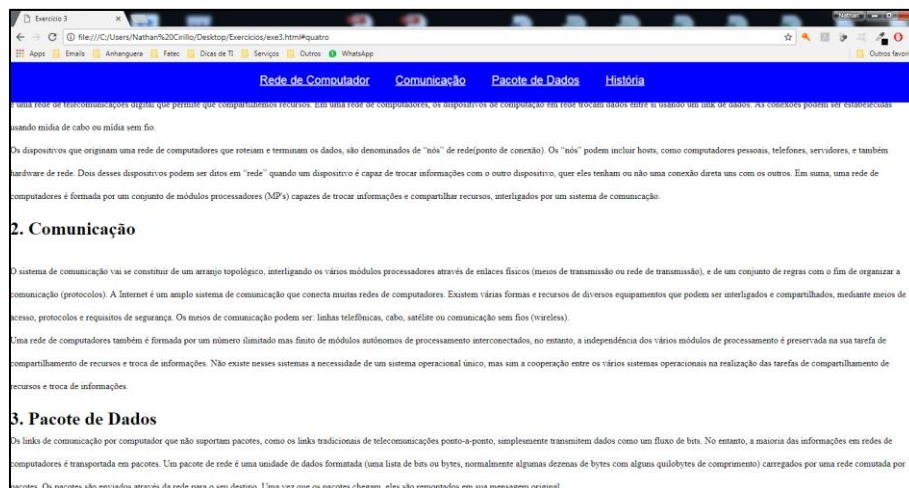 Exercício 3
Nathan
file:///C:/Users/Nathan%20Cirillo/Desktop/Exercicios/exe3.html#quatro
Apps Emails Anhanguera Fatec Dicas de TI Serviços Outros WhatsApp Outros favori
Rede de Computador Comunicação Pacote de Dados História
é uma rede de telecomunicações digital que permite que compartilhemos recursos. Em uma rede de computadores, os dispositivos de computação em rede trocam dados entre si usando um link de dados. As conexões podem ser estabelecidas
usando mídia de cabo ou mídia sem fio.
Os dispositivos que originam uma rede de computadores que roteiam e terminam os dados, são denominados de “nós” de rede(ponto de conexão). Os “nós” podem incluir hosts, como computadores pessoais, telefones, servidores, e também
hardware de rede. Dois desses dispositivos podem ser ditos em “rede” quando um dispositivo é capaz de trocar informações com o outro dispositivo, quer eles tenham ou não uma conexão direta uns com os outros. Em suma, uma rede de
computadores é formada por um conjunto de módulos processadores (MP's) capazes de trocar informações e compartilhar recursos, interligados por um sistema de comunicação.
2. Comunicação
O sistema de comunicação vai se constituir de um arranjo topológico, interligando os vários módulos processadores através de enlaces físicos (meios de transmissão ou rede de transmissão), e de um conjunto de regras com o fim de organizar a
comunicação (protocolos). A Internet é um amplo sistema de comunicação que conecta muitas redes de computadores. Existem várias formas e recursos de diversos equipamentos que podem ser interligados e compartilhados, mediante meios de
acesso, protocolos e requisitos de segurança. Os meios de comunicação podem ser: linhas telefônicas, cabo, satélite ou comunicação sem fios (wireless).
Uma rede de computadores também é formada por um número ilimitado mas finito de módulos autônomos de processamento interconectados, no entanto, a independência dos vários módulos de processamento é preservada na sua tarefa de
compartilhamento de recursos e troca de informações. Não existe nesses sistemas a necessidade de um sistema operacional único, mas sim a cooperação entre os vários sistemas operacionais na realização das tarefas de compartilhamento de
recursos e troca de informações.
3. Pacote de Dados
Os links de comunicação por computador que não suportam pacotes, como os links tradicionais de telecomunicações ponto-a-ponto, simplesmente transmitem dados como um fluxo de bits. No entanto, a maioria das informações em redes de
computadores é transportada em pacotes. Um pacote de rede é uma unidade de dados formatada (uma lista de bits ou bytes, normalmente algumas dezenas de bytes com alguns quilobytes de comprimento) carregados por uma rede comutada por
pacotes. Os pacotes são enviados através da rede para o seu destino. Uma vez que os pacotes chegam, eles são remontados em sua mensagem original.